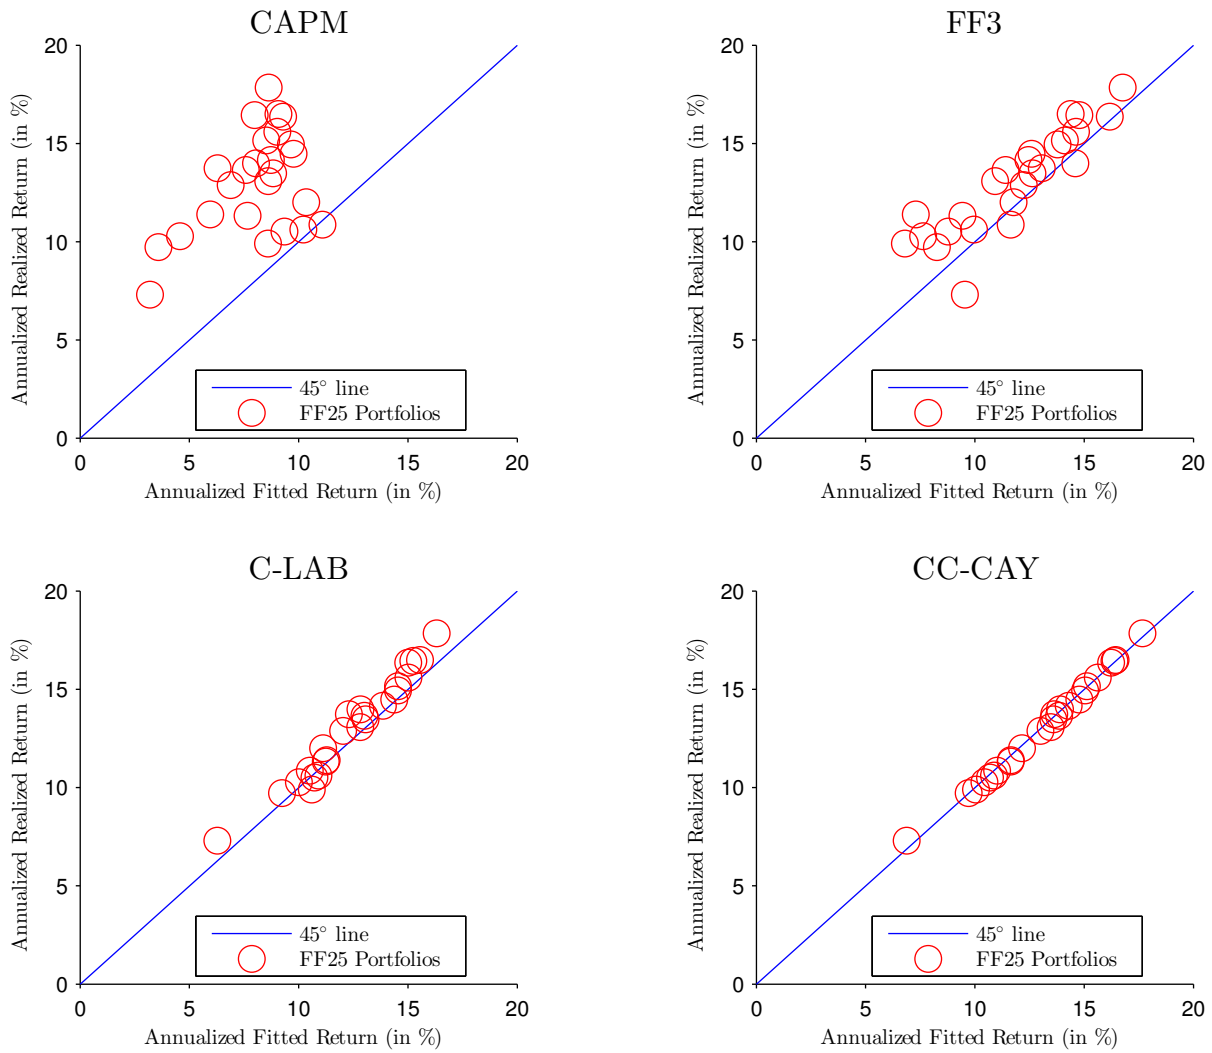 CAPM
20
15
10
5
0
0 5 10 15 20
Annualized Realized Return (in %)
Annualized Fitted Return (in %)
45° line
FF25 Portfolios
FF3
20
15
10
5
0
0 5 10 15 20
Annualized Realized Return (in %)
Annualized Fitted Return (in %)
45° line
FF25 Portfolios
C-LAB
20
15
10
5
0
0 5 10 15 20
Annualized Realized Return (in %)
Annualized Fitted Return (in %)
45° line
FF25 Portfolios
CC-CAY
20
15
10
5
0
0 5 10 15 20
Annualized Realized Return (in %)
Annualized Fitted Return (in %)
45° line
FF25 Portfolios